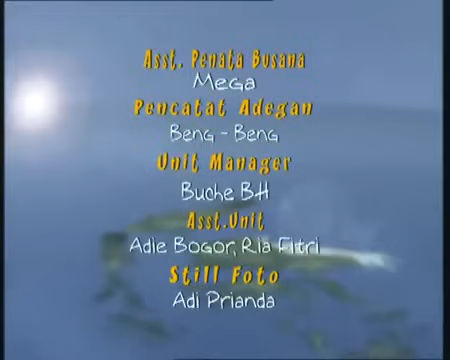 Asst. Penata Busana
Mega
Pencatat Adegan
Beng - Beng
Unit Manager
Buche BH
Asst.Unit
Adie Bogor, Ria Fitri
Still Foto
Adi Prianda